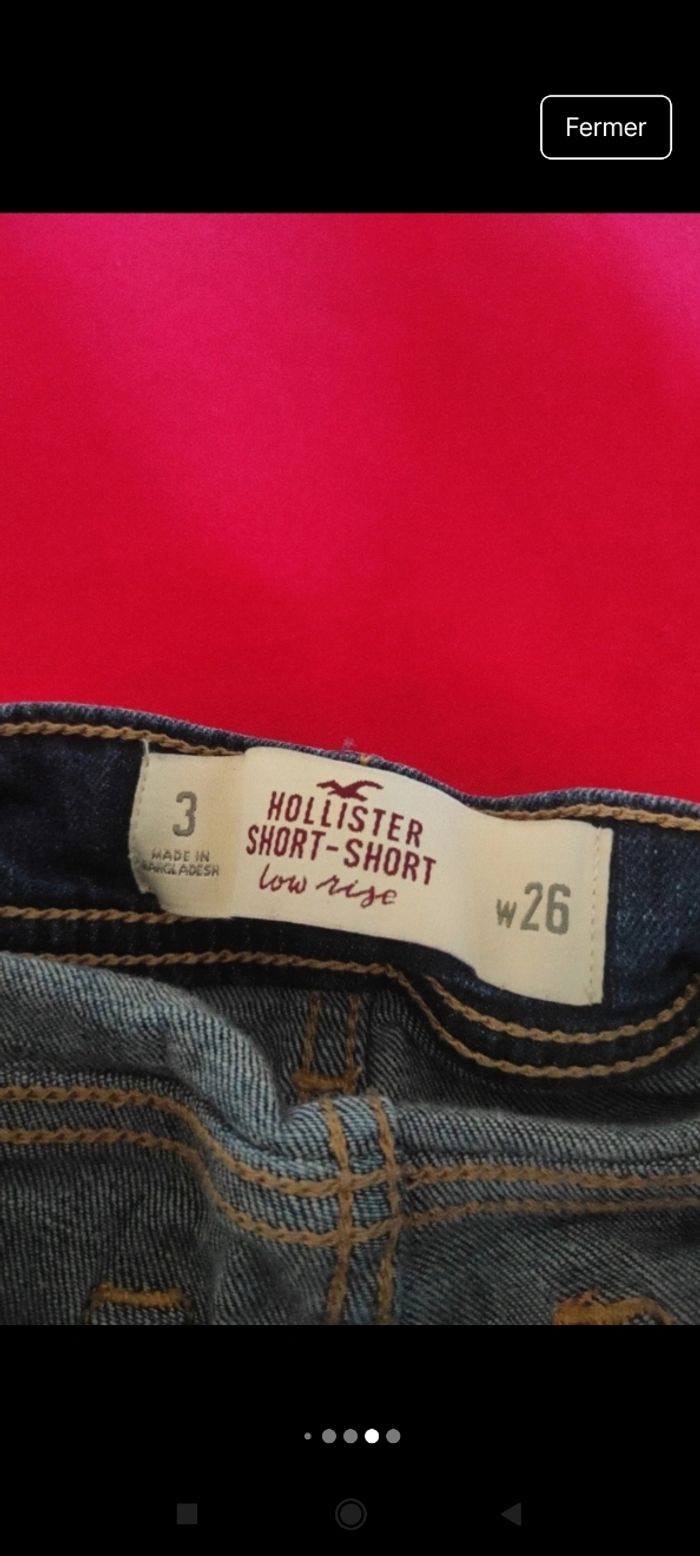 Fermer
3
MADE IN
BANGLADESH
HOLLISTER
SHORT-SHORT
low rise
W26